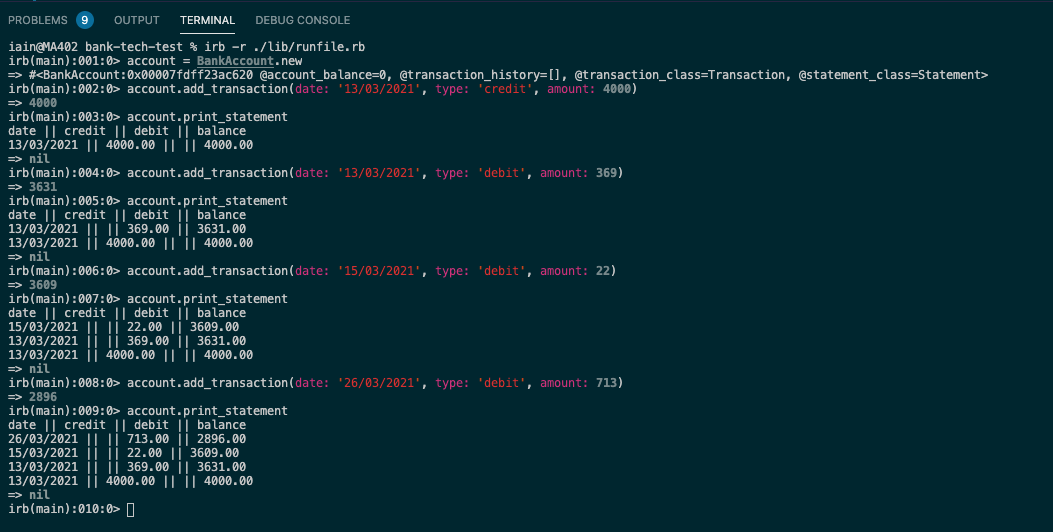 PROBLEMS 9 OUTPUT TERMINAL DEBUG CONSOLE
iain@MA402 bank-tech-test % irb -r ./lib/runfile.rb
irb(main):001:0> account = BankAccount.new
=> #<BankAccount:0x00007fdff23ac620 @account_balance=0, @transaction_history=[], @transaction_class=Transaction, @statement_class=Statement>
irb(main):002:0> account.add_transaction(date: '13/03/2021', type: 'credit', amount: 4000)
=> 4000
irb(main):003:0> account.print_statement
date || credit || debit || balance
13/03/2021 || 4000.00 || || 4000.00
=> nil
irb(main):004:0> account.add_transaction(date: '13/03/2021', type: 'debit', amount: 369)
=> 3631
irb(main):005:0> account.print_statement
date || credit || debit || balance
13/03/2021 || || 369.00 || 3631.00
13/03/2021 || 4000.00 || || 4000.00
=> nil
irb(main):006:0> account.add_transaction(date: '15/03/2021', type: 'debit', amount: 22)
=> 3609
irb(main):007:0> account.print_statement
date || credit || debit || balance
15/03/2021 || || 22.00 || 3609.00
13/03/2021 || || 369.00 || 3631.00
13/03/2021 || 4000.00 || || 4000.00
=> nil
irb(main):008:0> account.add_transaction(date: '26/03/2021', type: 'debit', amount: 713)
=> 2896
irb(main):009:0> account.print_statement
date || credit || debit || balance
26/03/2021 || || 713.00 || 2896.00
15/03/2021 || || 22.00 || 3609.00
13/03/2021 || || 369.00 || 3631.00
13/03/2021 || 4000.00 || || 4000.00
=> nil
irb(main):010:0>